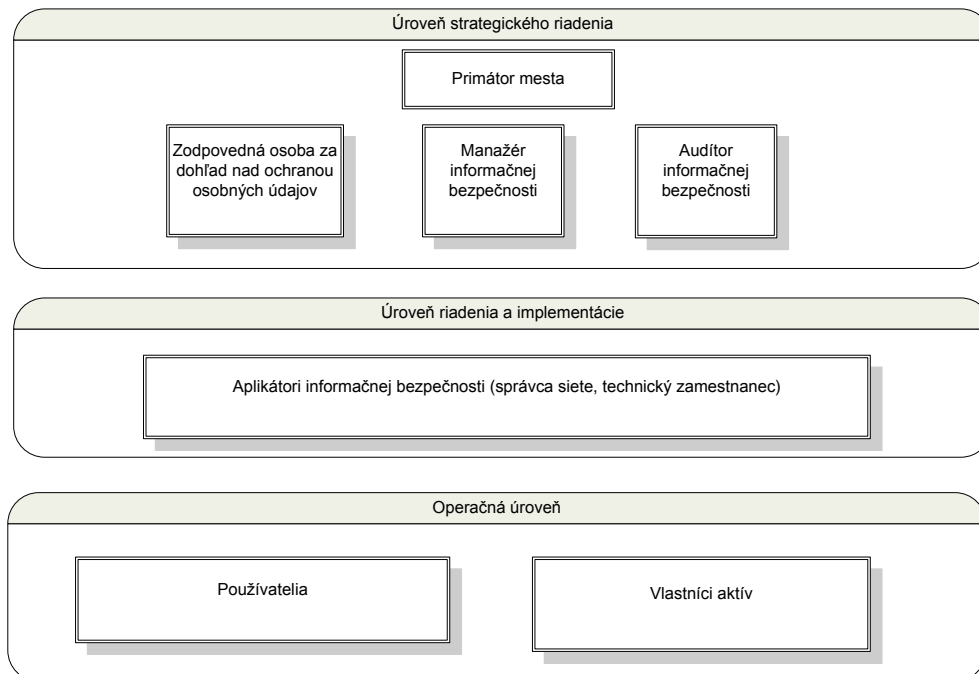 Úroveň strategického riadenia
Primátor mesta
Zodpovedná osoba za
dohľad nad ochranou
osobných údajov
Manažér
informačnej
bezpečnosti
Audítor
informačnej
bezpečnosti
Úroveň riadenia a implementácie
Aplikátori informačnej bezpečnosti (správca siete, technický zamestnanec)
Operačná úroveň
Používatelia
Vlastníci aktív